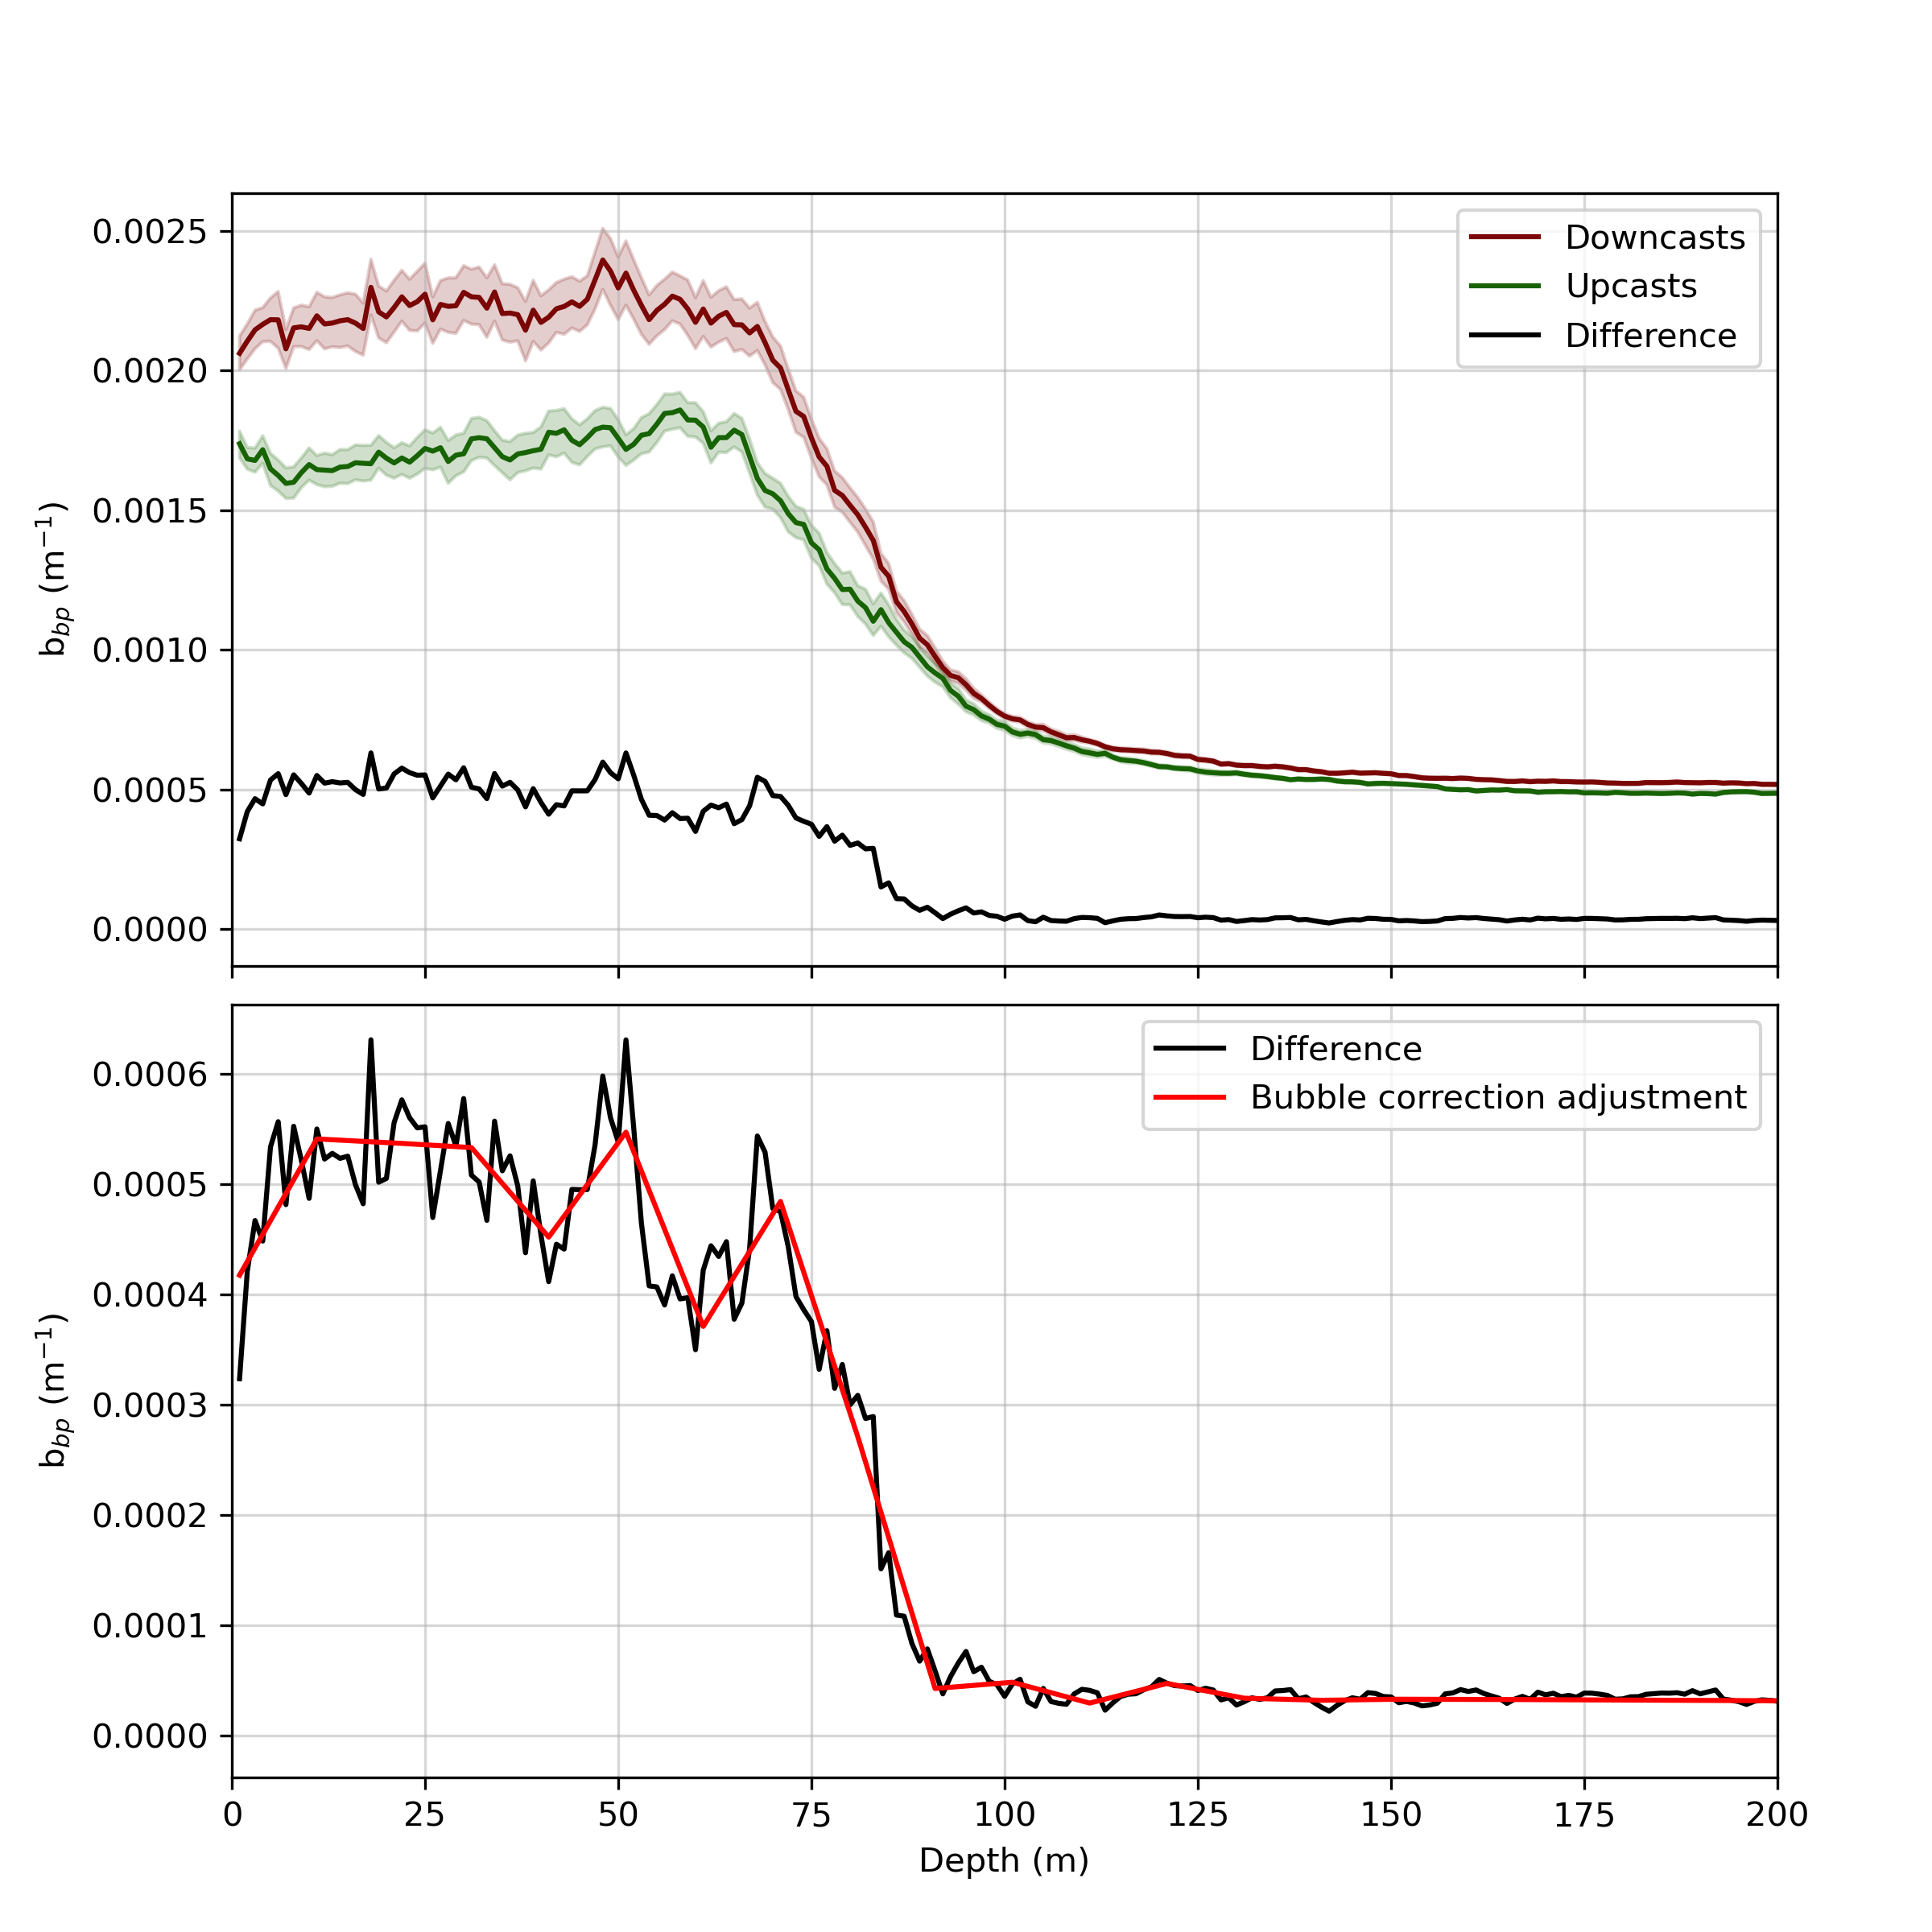 0.0025
0.0020
0.0015
0.0010
0.0005
0.0000
b_bp (m⁻¹)
Downcasts
Upcasts
Difference
0.0006
0.0005
0.0004
0.0003
0.0002
0.0001
0.0000
b_bp (m⁻¹)
Difference
Bubble correction adjustment
0 25 50 75 100 125 150 175 200
Depth (m)